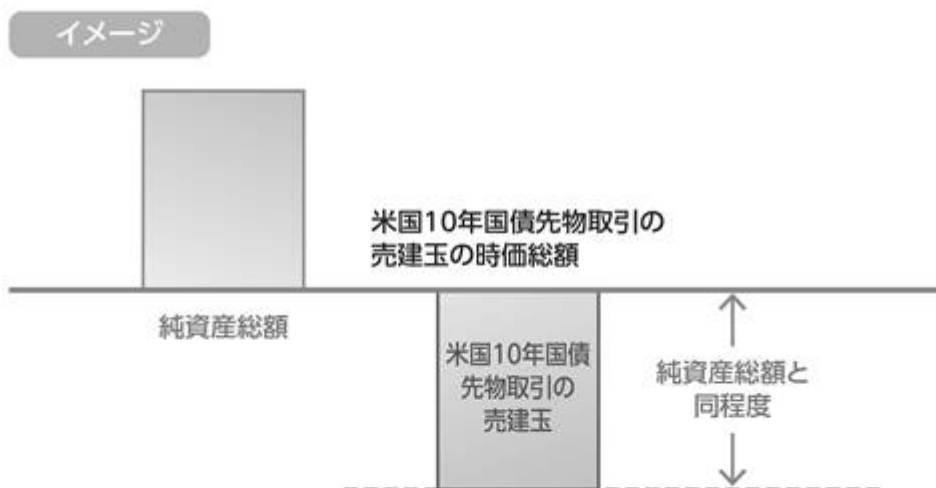 イメージ
米国10年国債先物取引の
売建玉の時価総額
純資産総額
米国10年国債
先物取引の
売建玉
純資産総額と
同程度